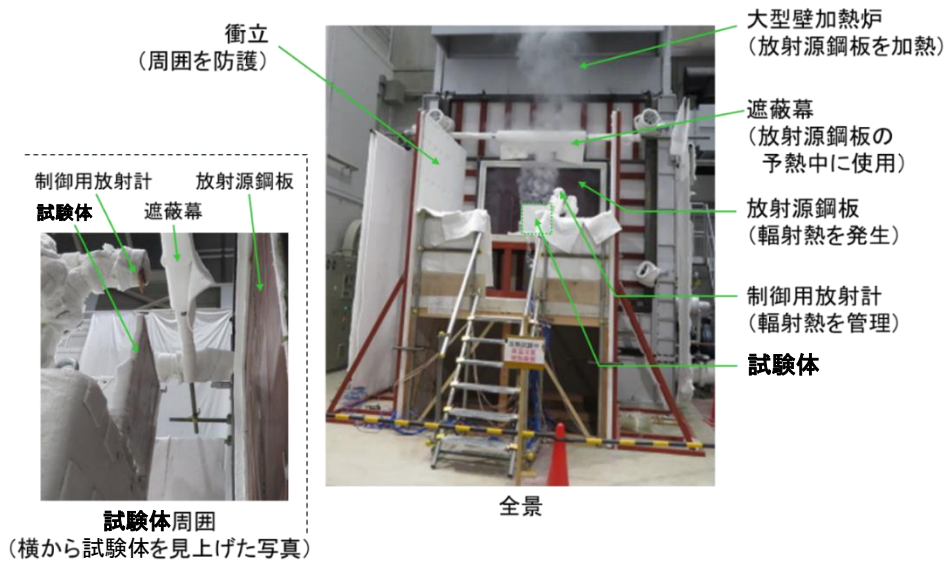 衝立
（周囲を防護）
大型壁加熱炉
（放射源鋼板を加熱）
遮蔽幕
（放射源鋼板の
予熱中に使用）
放射源鋼板
（輻射熱を発生）
制御用放射計
（輻射熱を管理）
試験体
全景
制御用放射計
放射源鋼板
試験体
遮蔽幕
試験体周囲
（横から試験体を見上げた写真）